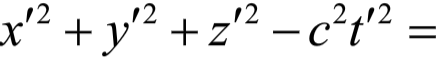 x′² + y′² + z′² − c²t′² =